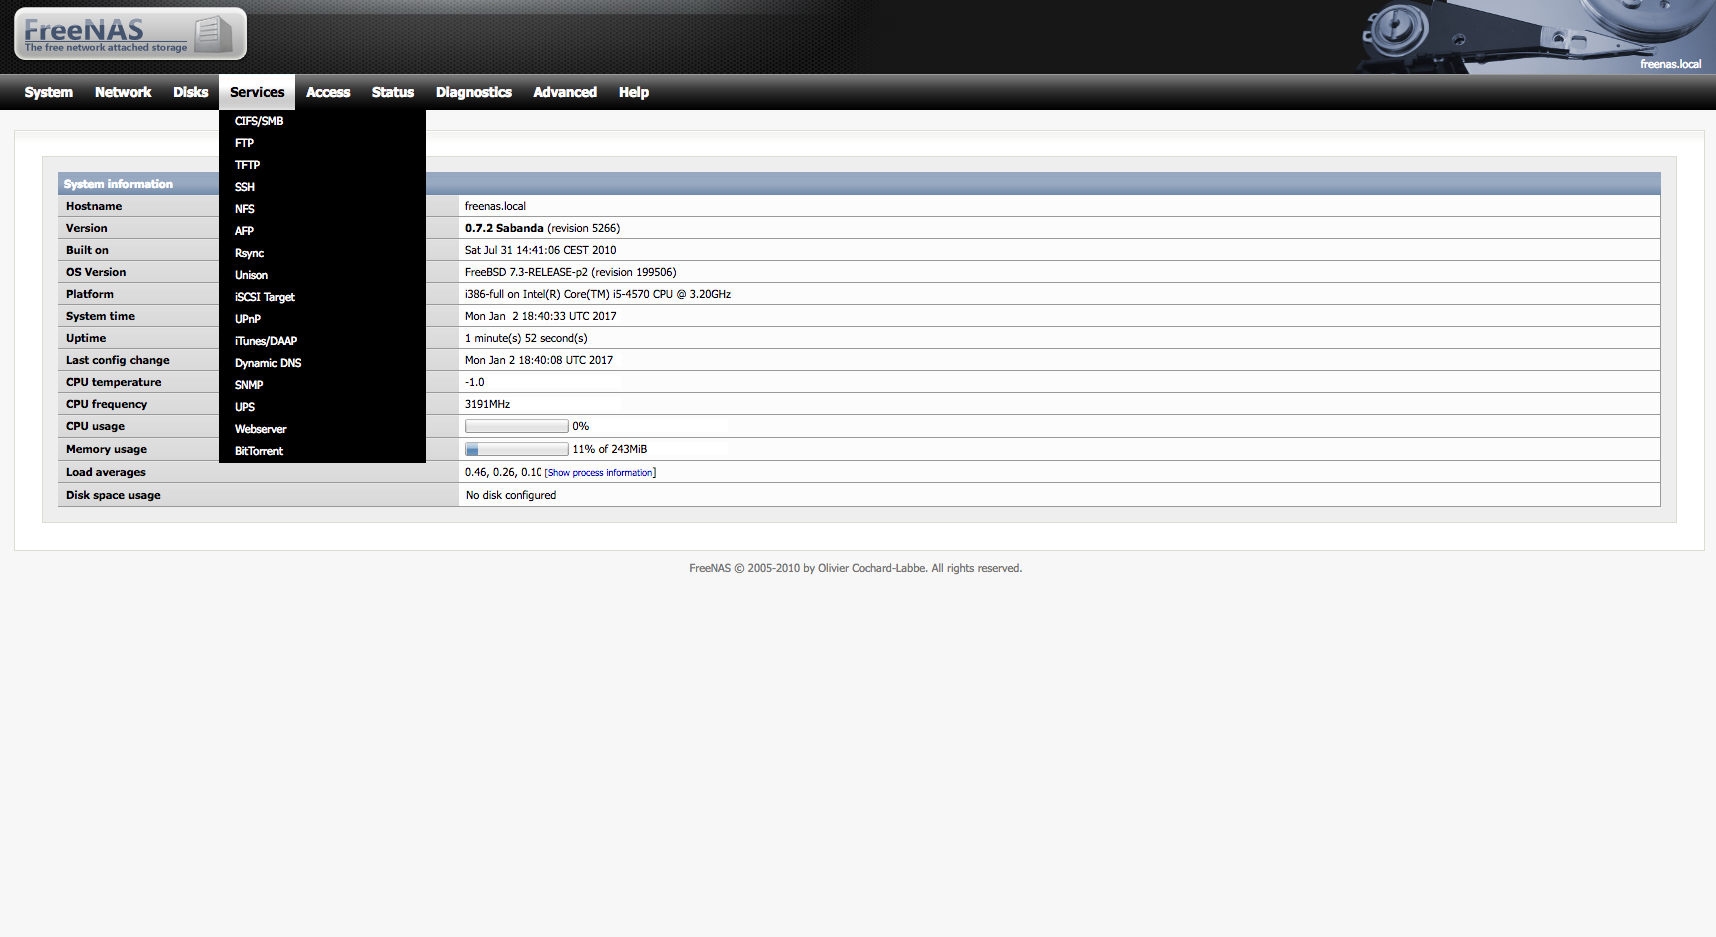 FreeNAS
The free network attached storage
freenas.local
System Network Disks Services Access Status Diagnostics Advanced Help
CIFS/SMB
FTP
TFTP
SSH
NFS
AFP
Rsync
Unison
iSCSI Target
UPnP
iTunes/DAAP
Dynamic DNS
SNMP
UPS
Webserver
BitTorrent
System information
Hostname freenas.local
Version 0.7.2 Sabanda (revision 5266)
Built on Sat Jul 31 14:41:06 CEST 2010
OS Version FreeBSD 7.3-RELEASE-p2 (revision 199506)
Platform i386-full on Intel(R) Core(TM) i5-4570 CPU @ 3.20GHz
System time Mon Jan 2 18:40:33 UTC 2017
Uptime 1 minute(s) 52 second(s)
Last config change Mon Jan 2 18:40:08 UTC 2017
CPU temperature -1.0
CPU frequency 3191MHz
CPU usage 0%
Memory usage 11% of 243MiB
Load averages 0.46, 0.26, 0.10 [Show process information]
Disk space usage No disk configured
FreeNAS © 2005-2010 by Olivier Cochard-Labbe. All rights reserved.